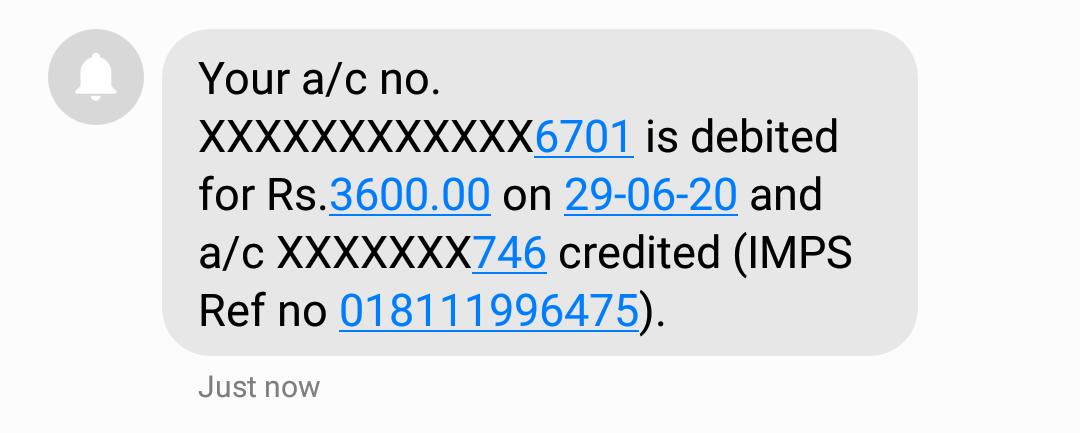 Your a/c no.
XXXXXXXXXXXX6701 is debited
for Rs.3600.00 on 29-06-20 and
a/c XXXXXXX746 credited (IMPS
Ref no 018111996475).
Just now